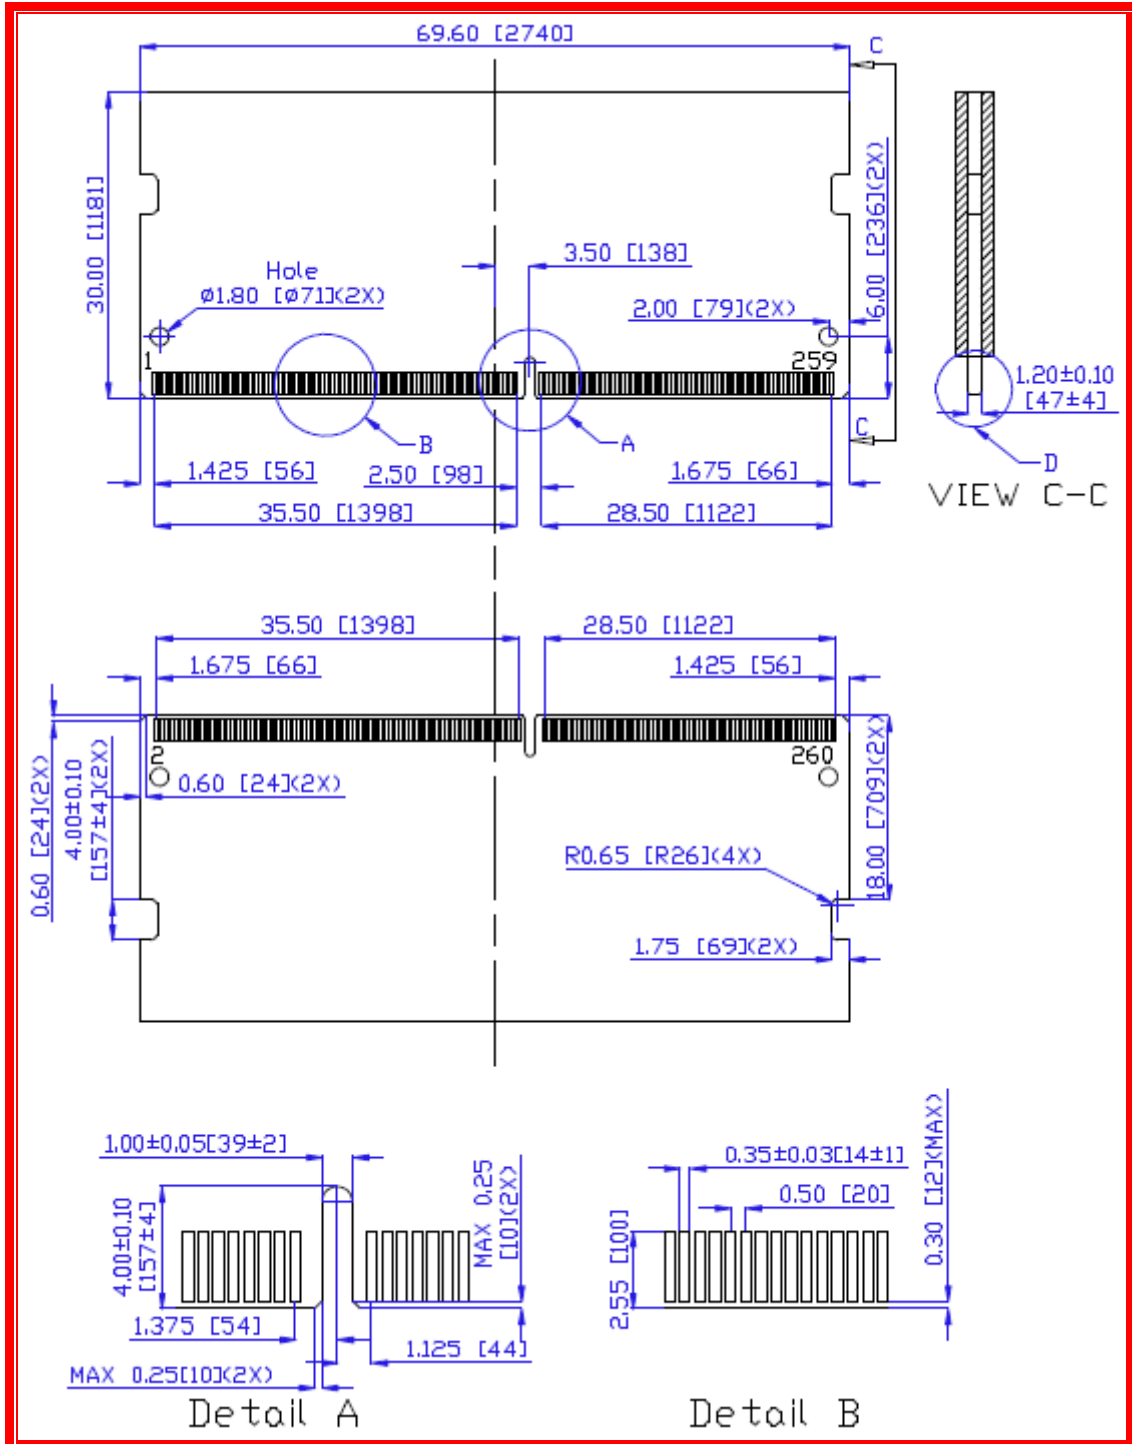 69.60 [2740]
C
30.00 [1181]
6.00 [236](2X)
3.50 [138]
Hole
ø1.80 [ø71](2X)
2.00 [79](2X)
1
259
1.20±0.10
[47±4]
C
B
A
D
1.425 [56]
2.50 [98]
1.675 [66]
VIEW C-C
35.50 [1398]
28.50 [1122]
35.50 [1398]
28.50 [1122]
1.675 [66]
1.425 [56]
2
260
0.60 [24](2X)
0.60 [24](2X)
4.00±0.10
[157±4](2X)
18.00 [709](2X)
R0.65 [R26](4X)
1.75 [69](2X)
1.00±0.05[39±2]
4.00±0.10
[157±4]
MAX 0.25
[10](2X)
1.375 [54]
1.125 [44]
MAX 0.25[10](2X)
Detail A
0.35±0.03[14±1]
0.50 [20]
0.30 [12](MAX)
2.55 [100]
Detail B